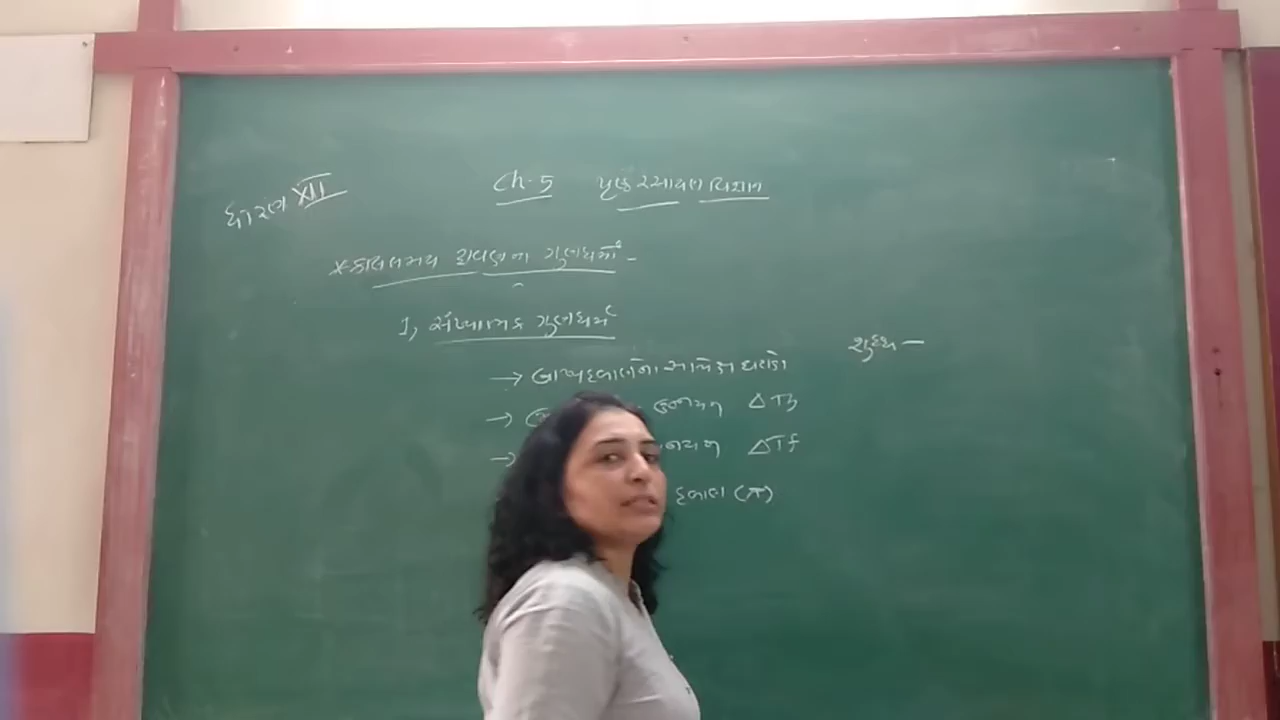 ધોરણ XII
Ch-5 પૃષ્ઠ રસાયણ વિજ્ઞાન
* કલિલમય દ્રાવણના ગુણધર્મો -
1) સંખ્યાત્મક ગુણધર્મ
→ બાષ્પદબાણમાં સાપેક્ષ ઘટાડો
→ ઉન્નયન ΔTb
→ ΔTf
દબાણ (π)
શુદ્ધ —